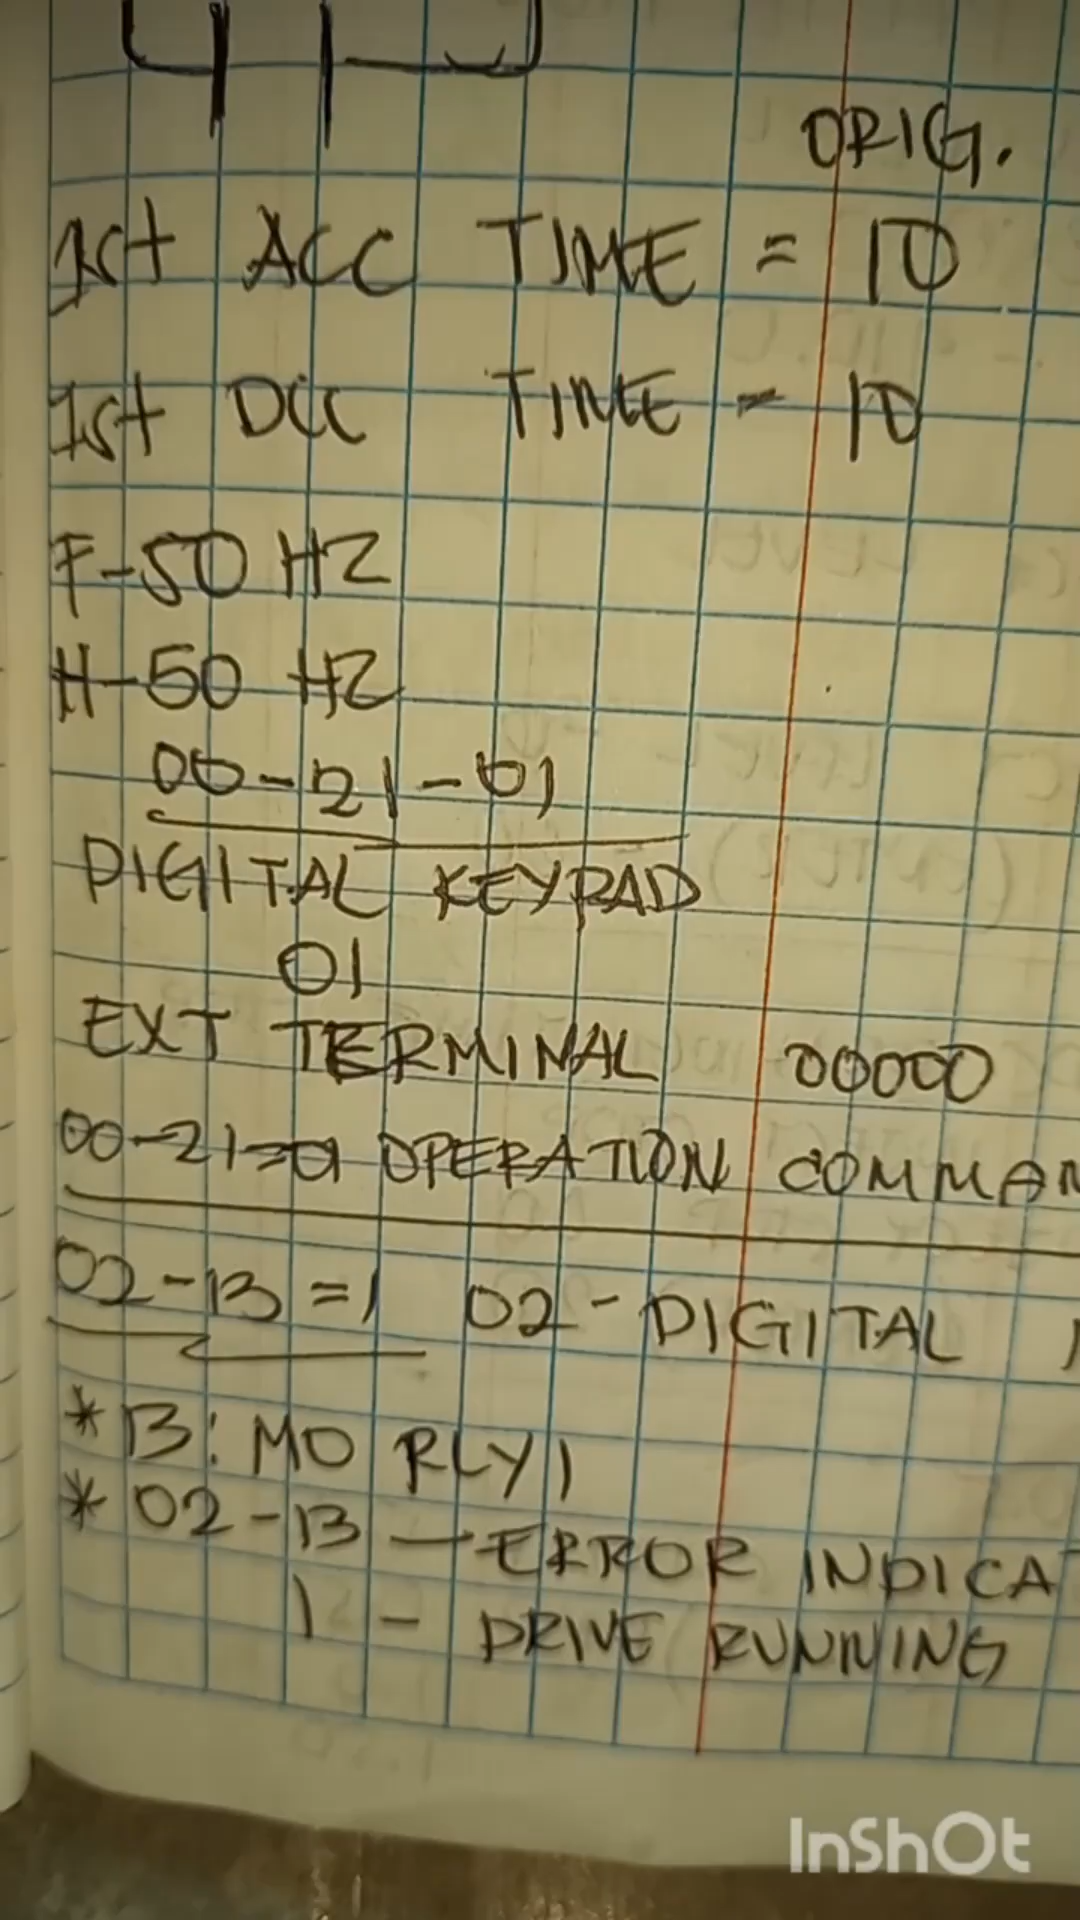 ORIG.
1st ACC TIME = 10
1st DCC TIME - 10
F-50 HZ
H-50 HZ
00-21-01
DIGITAL KEYPAD
01
EXT TERMINAL 00000
00-21=01 OPERATION COMMAN
02-13=1 02-DIGITAL
*13: MO RLY1
*02-13 - ERROR INDICA
1 - DRIVE RUNNING
InShOt